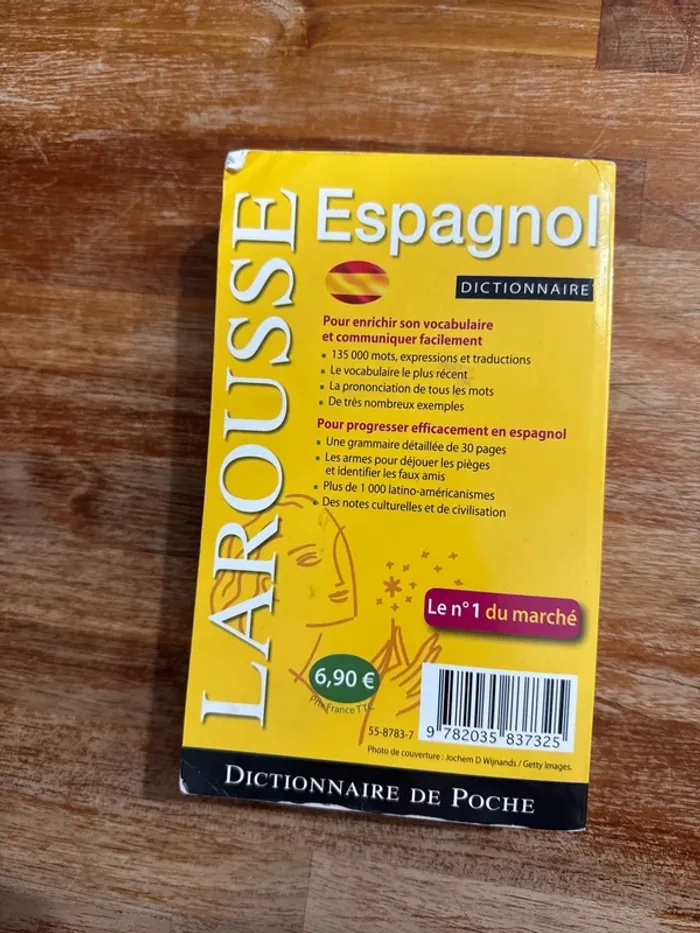 LAROUSSE
Espagnol
DICTIONNAIRE
Pour enrichir son vocabulaire
et communiquer facilement
▪ 135 000 mots, expressions et traductions
▪ Le vocabulaire le plus récent
▪ La prononciation de tous les mots
▪ De très nombreux exemples
Pour progresser efficacement en espagnol
▪ Une grammaire détaillée de 30 pages
▪ Les armes pour déjouer les pièges
et identifier les faux amis
▪ Plus de 1 000 latino-américanismes
▪ Des notes culturelles et de civilisation
Le n° 1 du marché
6,90 €
Prix France TTC
55-8783-7
9 782035 837325
Photo de couverture : Jochem D Wijnands / Getty Images.
DICTIONNAIRE DE POCHE